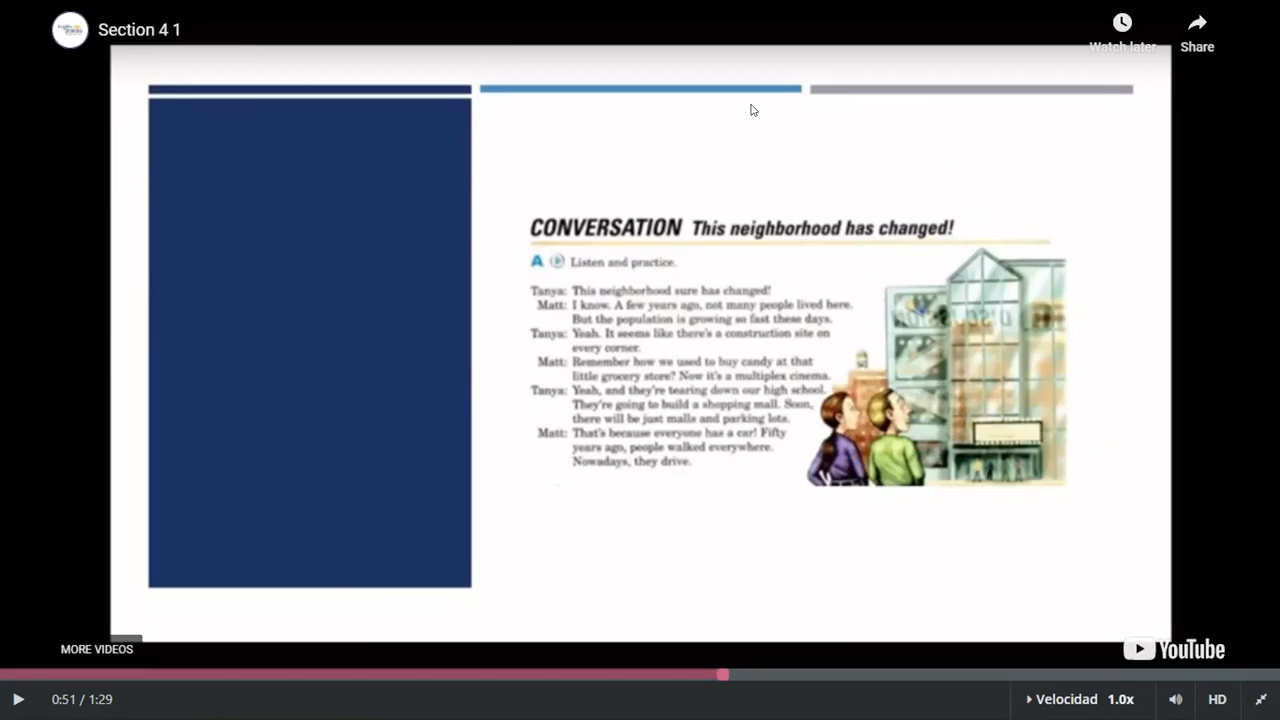 Section 4 1
Watch later
Share
CONVERSATION This neighborhood has changed!
A Listen and practice.
Tanya: This neighborhood sure has changed!
Matt: I know. A few years ago, not many people lived here.
But the population is growing so fast these days.
Tanya: Yeah. It seems like there's a construction site on
every corner.
Matt: Remember how we used to buy candy at that
little grocery store? Now it's a multiplex cinema.
Tanya: Yeah, and they're tearing down our high school.
They're going to build a shopping mall. Soon,
there will be just malls and parking lots.
Matt: That's because everyone has a car! Fifty
years ago, people walked everywhere.
Nowadays, they drive.
MORE VIDEOS
YouTube
0:51 / 1:29
Velocidad 1.0x
HD